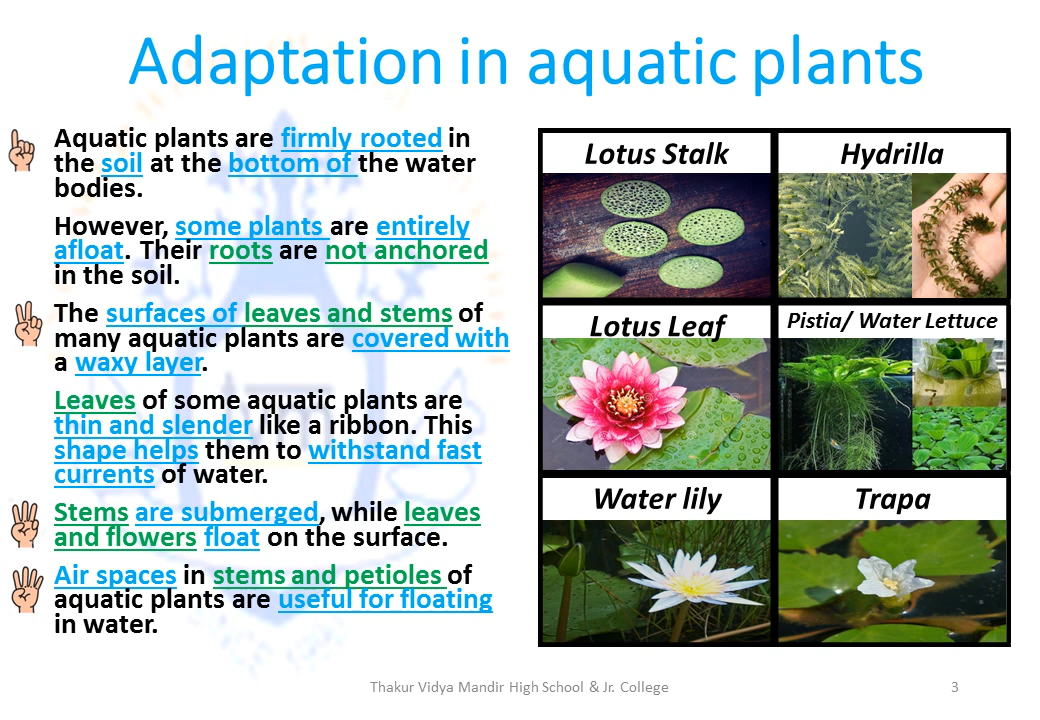 Adaptation in aquatic plants
Aquatic plants are firmly rooted in
the soil at the bottom of the water
bodies.
However, some plants are entirely
afloat. Their roots are not anchored
in the soil.
The surfaces of leaves and stems of
many aquatic plants are covered with
a waxy layer.
Leaves of some aquatic plants are
thin and slender like a ribbon. This
shape helps them to withstand fast
currents of water.
Stems are submerged, while leaves
and flowers float on the surface.
Air spaces in stems and petioles of
aquatic plants are useful for floating
in water.
Lotus Stalk
Hydrilla
Lotus Leaf
Pistia/ Water Lettuce
Water lily
Trapa
Thakur Vidya Mandir High School & Jr. College
3